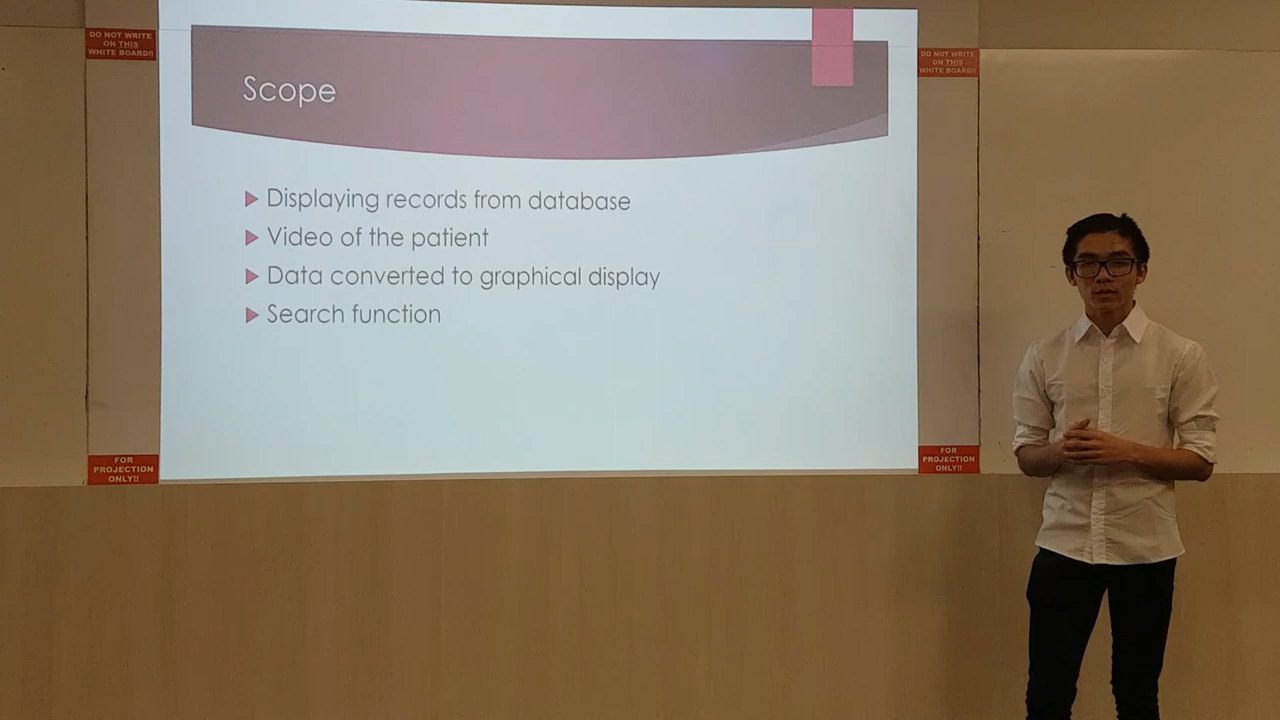 DO NOT WRITE
ON THIS
WHITE BOARD!!
Scope
DO NOT WRITE
ON THIS
WHITE BOARD!!
Displaying records from database
Video of the patient
Data converted to graphical display
Search function
FOR
PROJECTION
ONLY!!
FOR
PROJECTION
ONLY!!